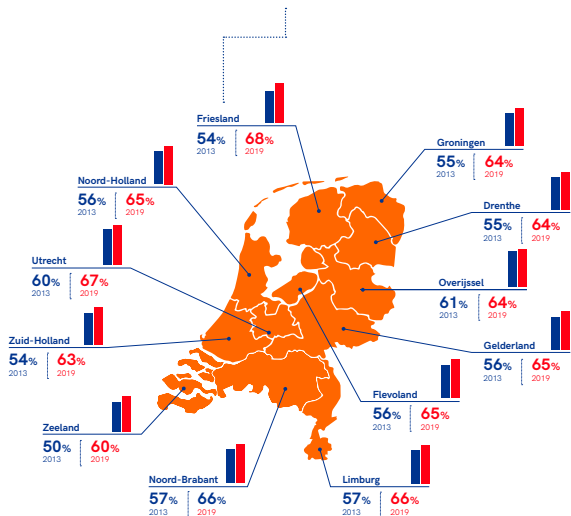 Friesland
54% 68%
2013 2019
Groningen
55% 64%
2013 2019
Noord-Holland
56% 65%
2013 2019
Drenthe
55% 64%
2013 2019
Utrecht
60% 67%
2013 2019
Overijssel
61% 64%
2013 2019
Zuid-Holland
54% 63%
2013 2019
Gelderland
56% 65%
2013 2019
Flevoland
56% 65%
2013 2019
Zeeland
50% 60%
2013 2019
Noord-Brabant
57% 66%
2013 2019
Limburg
57% 66%
2013 2019